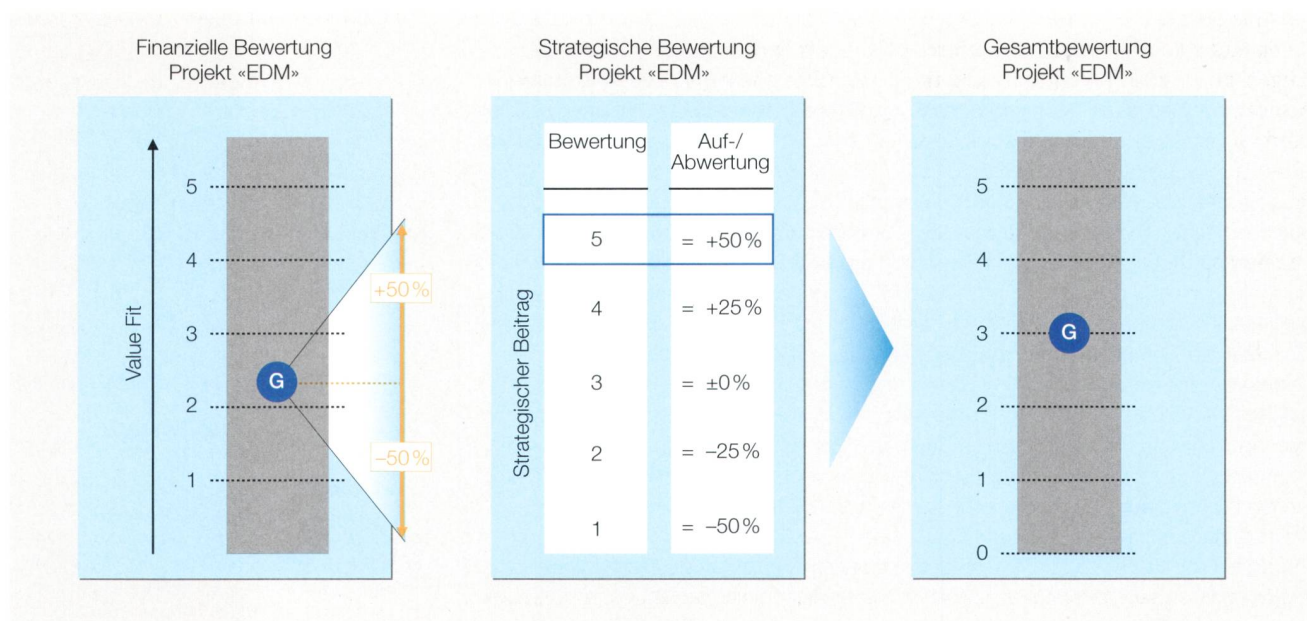 Finanzielle Bewertung
Projekt «EDM»
Value Fit
5
4
3
2
1
G
+50%
–50%
Strategische Bewertung
Projekt «EDM»
Strategischer Beitrag
Bewertung
Auf-/
Abwertung
5 = +50%
4 = +25%
3 = ±0%
2 = –25%
1 = –50%
Gesamtbewertung
Projekt «EDM»
5
4
3
2
1
0
G